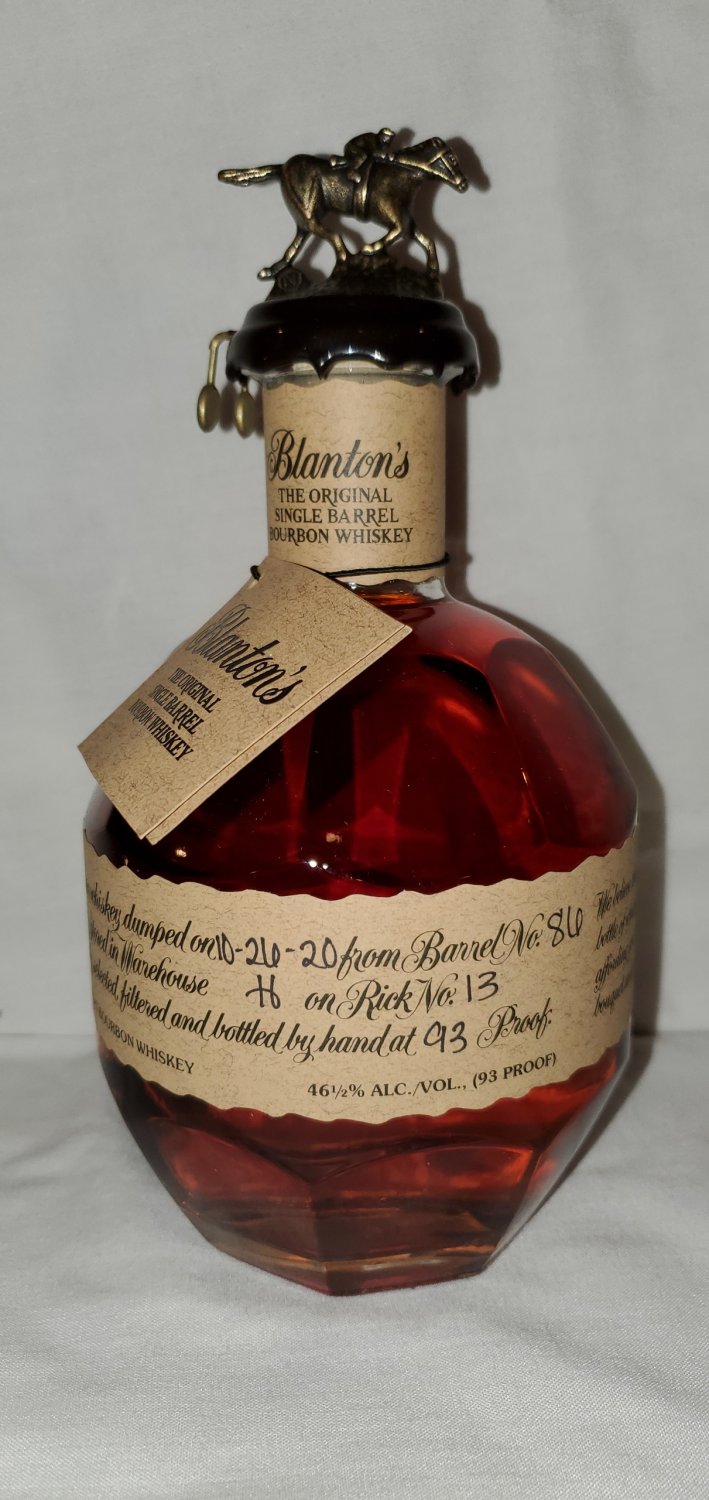 Blanton's
THE ORIGINAL
SINGLE BARREL
BOURBON WHISKEY
Blanton's
THE ORIGINAL
SINGLE BARREL
BOURBON WHISKEY
whiskey dumped on 10-26-20 from Barrel No. 86
in Warehouse H on Rick No. 13
filtered and bottled by hand at 93 Proof.
BOURBON WHISKEY
46½% ALC./VOL., (93 PROOF)